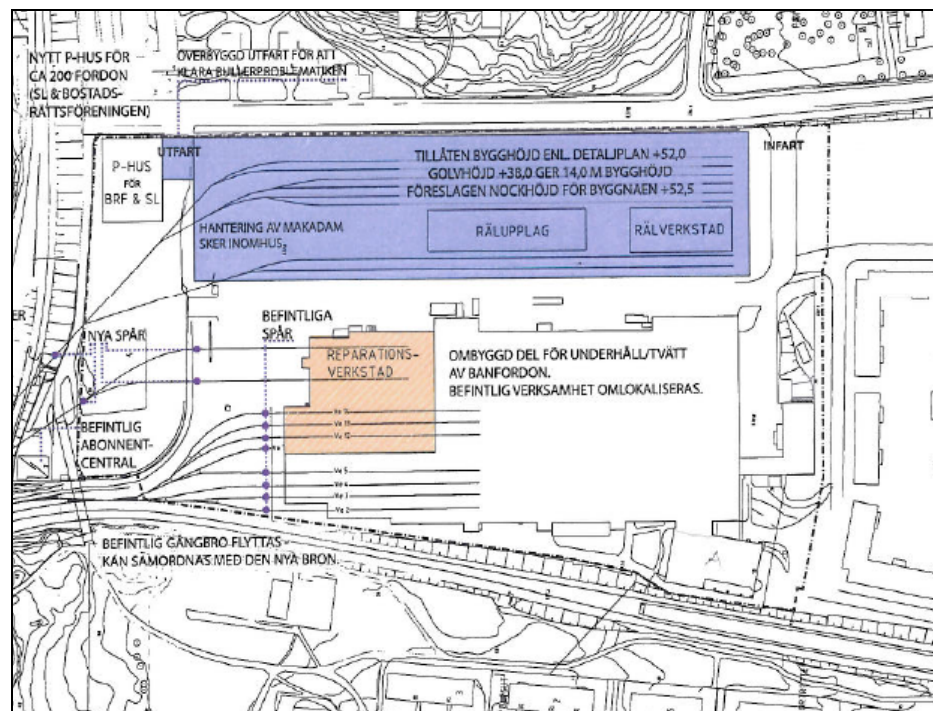 NYTT P-HUS FÖR
CA 200 FORDON
(SL & BOSTADS-
RÄTTSFÖRENINGEN)
ÖVERBYGGD UTFART FÖR ATT
KLARA BULLERPROBLEMATIKEN
UTFART
INFART
P-HUS
FÖR
BRF & SL
TILLÅTEN BYGGHÖJD ENL. DETALJPLAN +52,0
GOLVHÖJD +38,0 GER 14,0 M BYGGHÖJD
FÖRESLAGEN NOCKHÖJD FÖR BYGGNAEN +52,5
HANTERING AV MAKADAM
SKER INOMHUS
RÄLUPPLAG
RÄLVERKSTAD
NYA SPÅR
BEFINTLIGA
SPÅR
REPARATIONS-
VERKSTAD
OMBYGGD DEL FÖR UNDERHÅLL/TVÄTT
AV BANFORDON.
BEFINTLIG VERKSAMHET OMLOKALISERAS.
BEFINTLIG
ABONNENT-
CENTRAL
BEFINTLIG GÅNGBRO FLYTTAS -
KAN SAMORDNAS MED DEN NYA BRON.